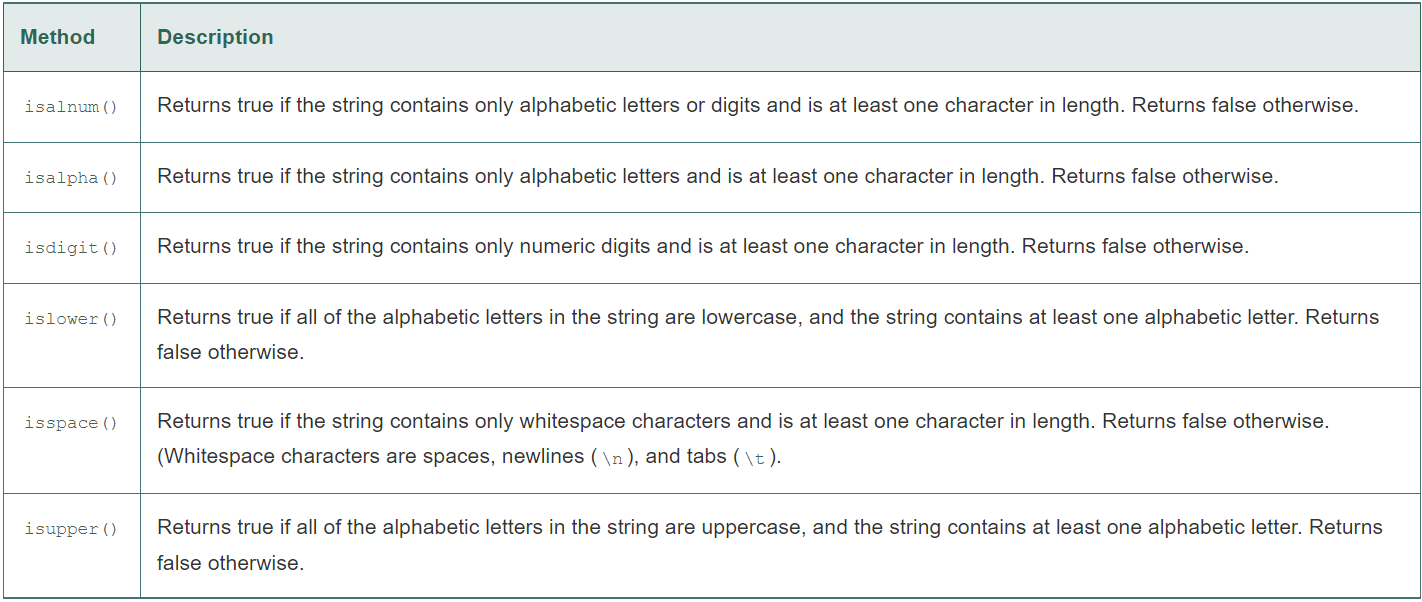 Method Description
isalnum() Returns true if the string contains only alphabetic letters or digits and is at least one character in length. Returns false otherwise.
isalpha() Returns true if the string contains only alphabetic letters and is at least one character in length. Returns false otherwise.
isdigit() Returns true if the string contains only numeric digits and is at least one character in length. Returns false otherwise.
islower() Returns true if all of the alphabetic letters in the string are lowercase, and the string contains at least one alphabetic letter. Returns
false otherwise.
isspace() Returns true if the string contains only whitespace characters and is at least one character in length. Returns false otherwise.
(Whitespace characters are spaces, newlines (\n), and tabs (\t).
isupper() Returns true if all of the alphabetic letters in the string are uppercase, and the string contains at least one alphabetic letter. Returns
false otherwise.